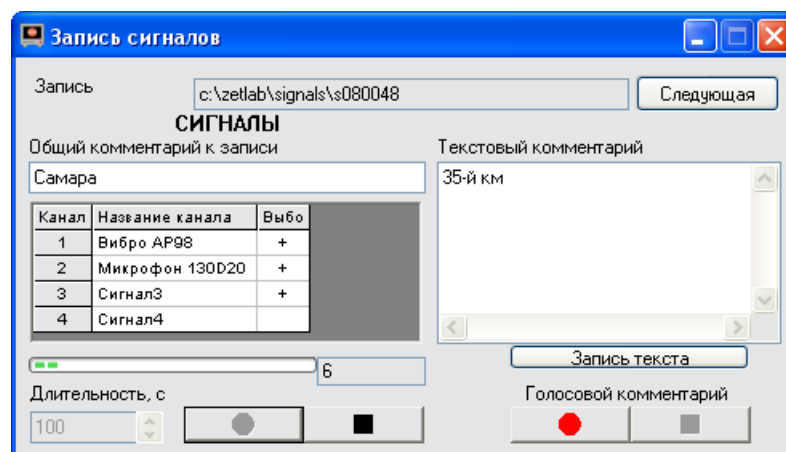 Запись сигналов
Запись c:\zetlab\signals\s080048 Следующая
СИГНАЛЫ
Общий комментарий к записи
Самара
Канал Название канала Выбо
1 Вибро AP98 +
2 Микрофон 130D20 +
3 Сигнал3 +
4 Сигнал4
6
Длительность, с
100
Текстовый комментарий
35-й км
Запись текста
Голосовой комментарий